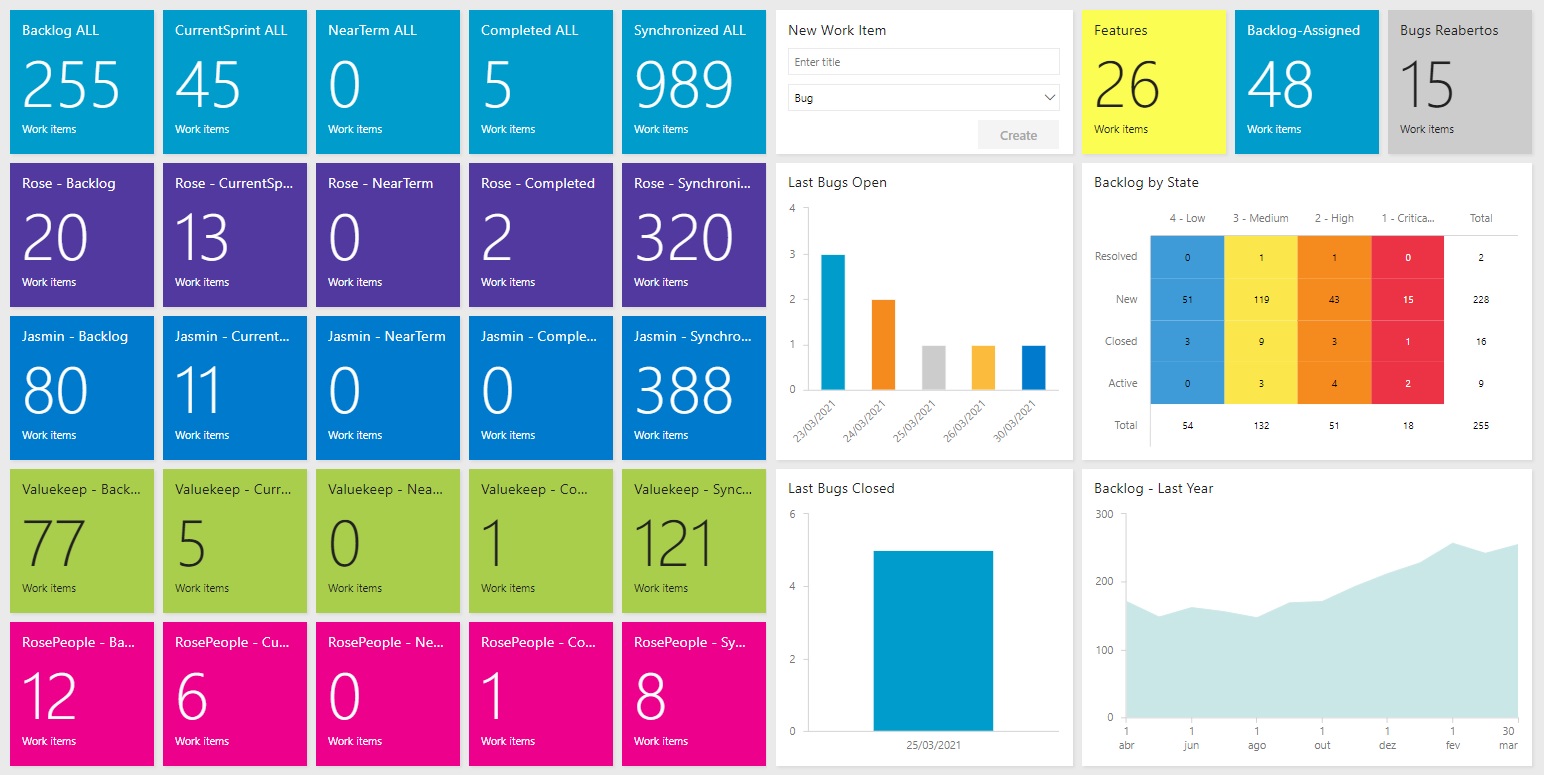 Backlog ALL
255
Work items
CurrentSprint ALL
45
Work items
NearTerm ALL
0
Work items
Completed ALL
5
Work items
Synchronized ALL
989
Work items
New Work Item
Enter title
Bug
Create
Features
26
Work items
Backlog-Assigned
48
Work items
Bugs Reabertos
15
Work items
Rose - Backlog
20
Work items
Rose - CurrentSp...
13
Work items
Rose - NearTerm
0
Work items
Rose - Completed
2
Work items
Rose - Synchroni...
320
Work items
Jasmin - Backlog
80
Work items
Jasmin - Current...
11
Work items
Jasmin - NearTerm
0
Work items
Jasmin - Comple...
0
Work items
Jasmin - Synchro...
388
Work items
Last Bugs Open
4
3
2
1
0
23/03/2021
24/03/2021
25/03/2021
26/03/2021
30/03/2021
Backlog by State
4 - Low 3 - Medium 2 - High 1 - Critica... Total
Resolved 0 1 1 0 2
New 51 119 43 15 228
Closed 3 9 3 1 16
Active 0 3 4 2 9
Total 54 132 51 18 255
Valuekeep - Back...
77
Work items
Valuekeep - Curr...
5
Work items
Valuekeep - Nea...
0
Work items
Valuekeep - Co...
1
Work items
Valuekeep - Sync...
121
Work items
RosePeople - Ba...
12
Work items
RosePeople - Cu...
6
Work items
RosePeople - Ne...
0
Work items
RosePeople - Co...
1
Work items
RosePeople - Sy...
8
Work items
Last Bugs Closed
6
4
2
0
25/03/2021
Backlog - Last Year
300
200
100
0
1 1 1 1 1 1 30
abr jun ago out dez fev mar